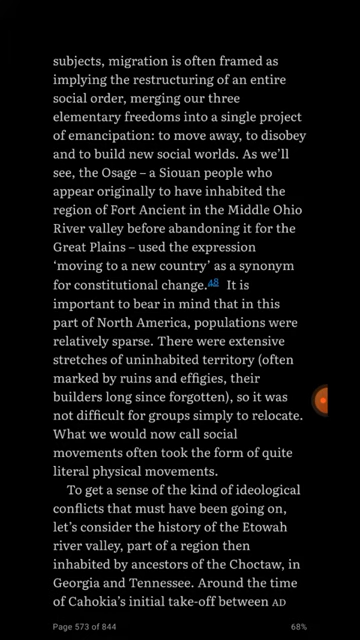 subjects, migration is often framed as
implying the restructuring of an entire
social order, merging our three
elementary freedoms into a single project
of emancipation: to move away, to disobey
and to build new social worlds. As we’ll
see, the Osage – a Siouan people who
appear originally to have inhabited the
region of Fort Ancient in the Middle Ohio
River valley before abandoning it for the
Great Plains – used the expression
‘moving to a new country’ as a synonym
for constitutional change.48 It is
important to bear in mind that in this
part of North America, populations were
relatively sparse. There were extensive
stretches of uninhabited territory (often
marked by ruins and effigies, their
builders long since forgotten), so it was
not difficult for groups simply to relocate.
What we would now call social
movements often took the form of quite
literal physical movements.
To get a sense of the kind of ideological
conflicts that must have been going on,
let’s consider the history of the Etowah
river valley, part of a region then
inhabited by ancestors of the Choctaw, in
Georgia and Tennessee. Around the time
of Cahokia’s initial take-off between AD
Page 573 of 844 68%